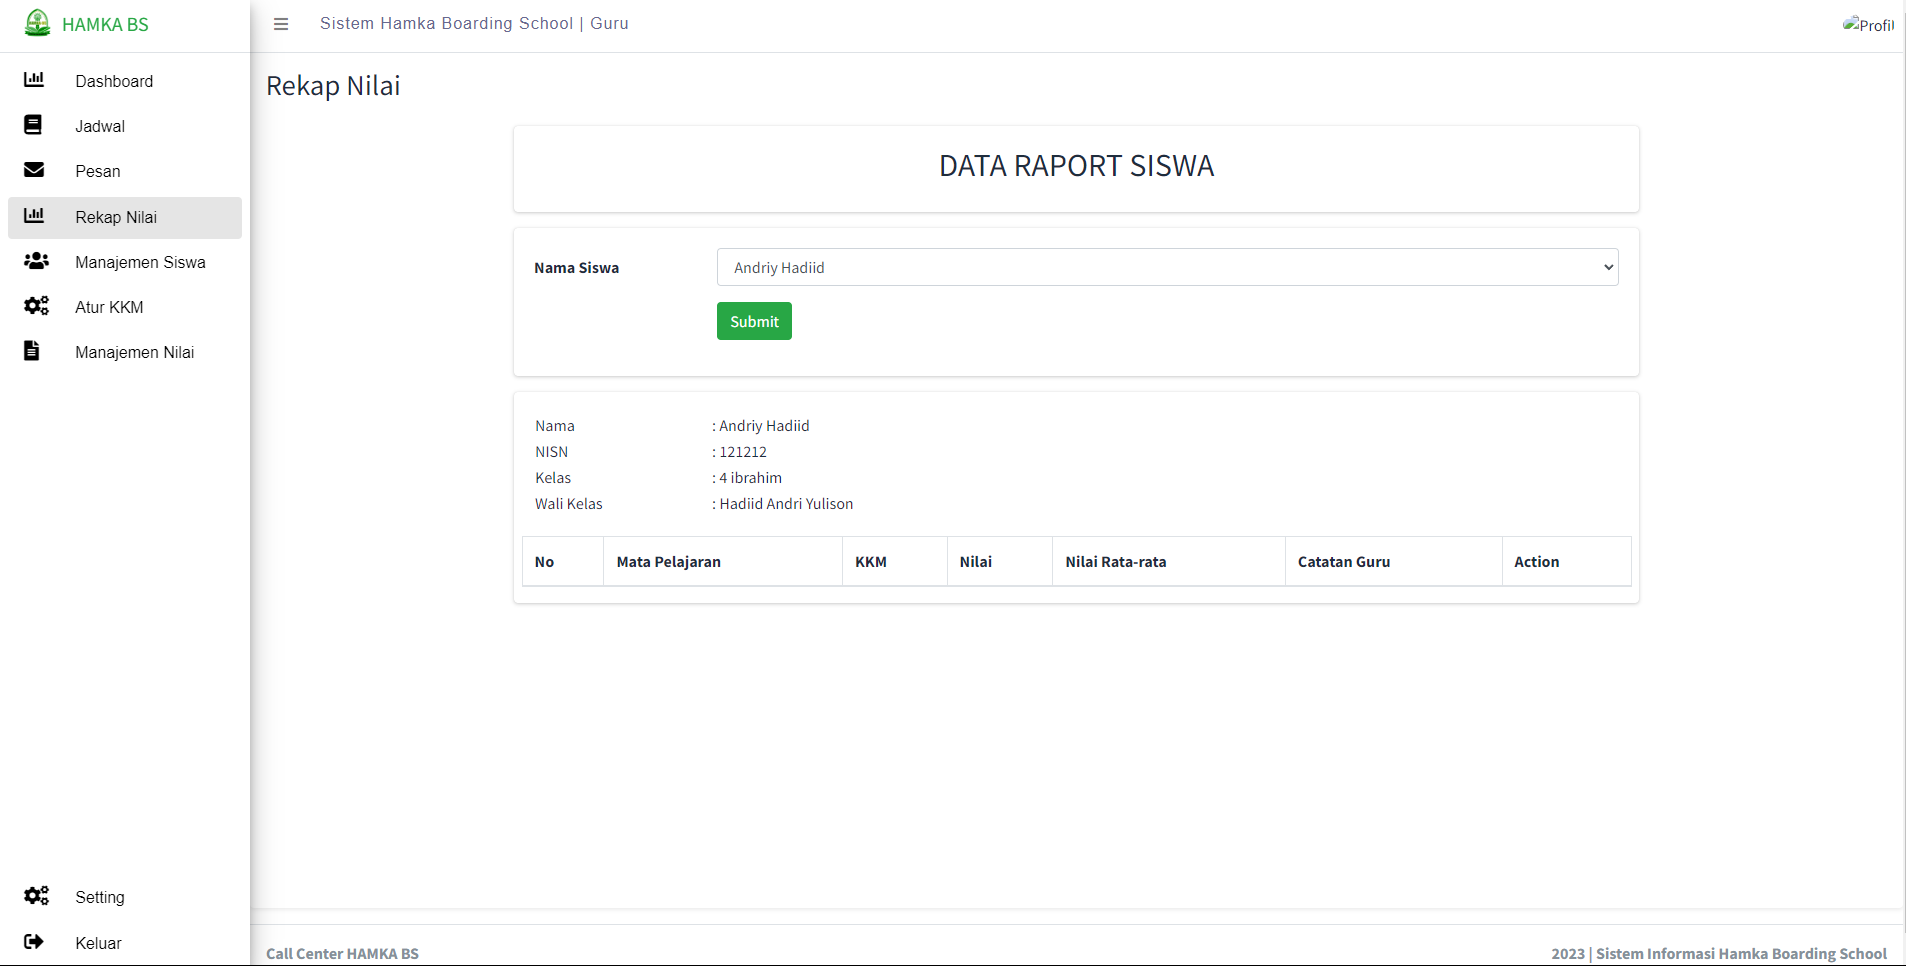 HAMKA BS
Sistem Hamka Boarding School | Guru
Profil
Dashboard
Jadwal
Pesan
Rekap Nilai
Manajemen Siswa
Atur KKM
Manajemen Nilai
Setting
Keluar
Rekap Nilai
DATA RAPORT SISWA
Nama Siswa
Andriy Hadiid
Submit
Nama : Andriy Hadiid
NISN : 121212
Kelas : 4 ibrahim
Wali Kelas : Hadiid Andri Yulison
No Mata Pelajaran KKM Nilai Nilai Rata-rata Catatan Guru Action
Call Center HAMKA BS
2023 | Sistem Informasi Hamka Boarding School